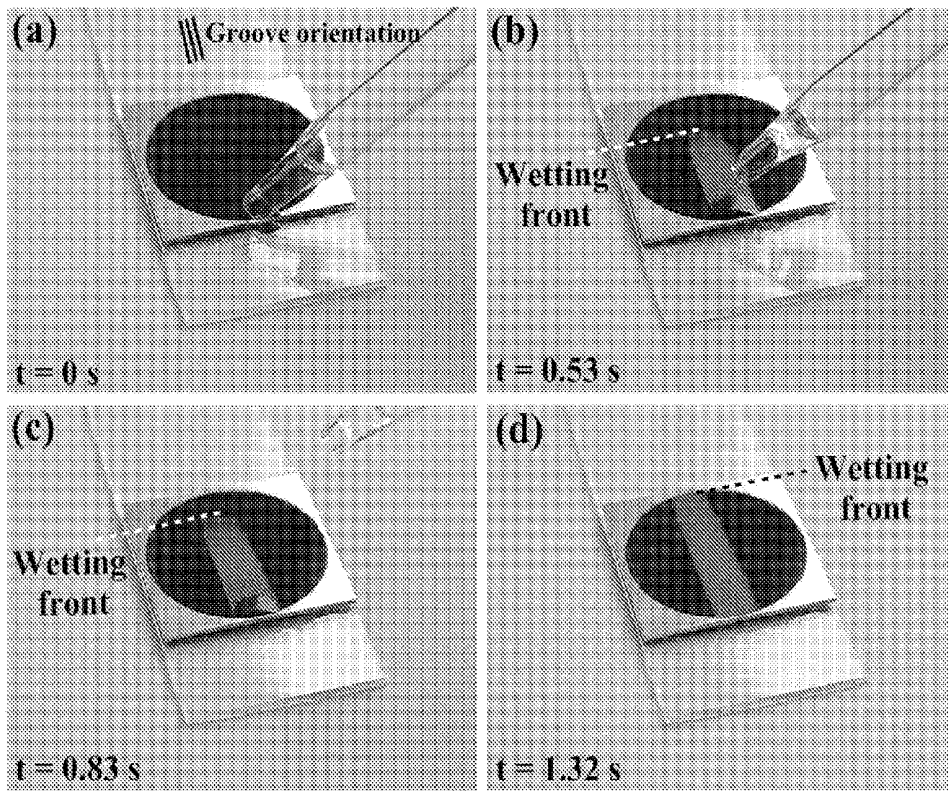 (a)
Groove orientation
t = 0 s
(b)
Wetting
front
t = 0.53 s
(c)
Wetting
front
t = 0.83 s
(d)
Wetting
front
t = 1.32 s